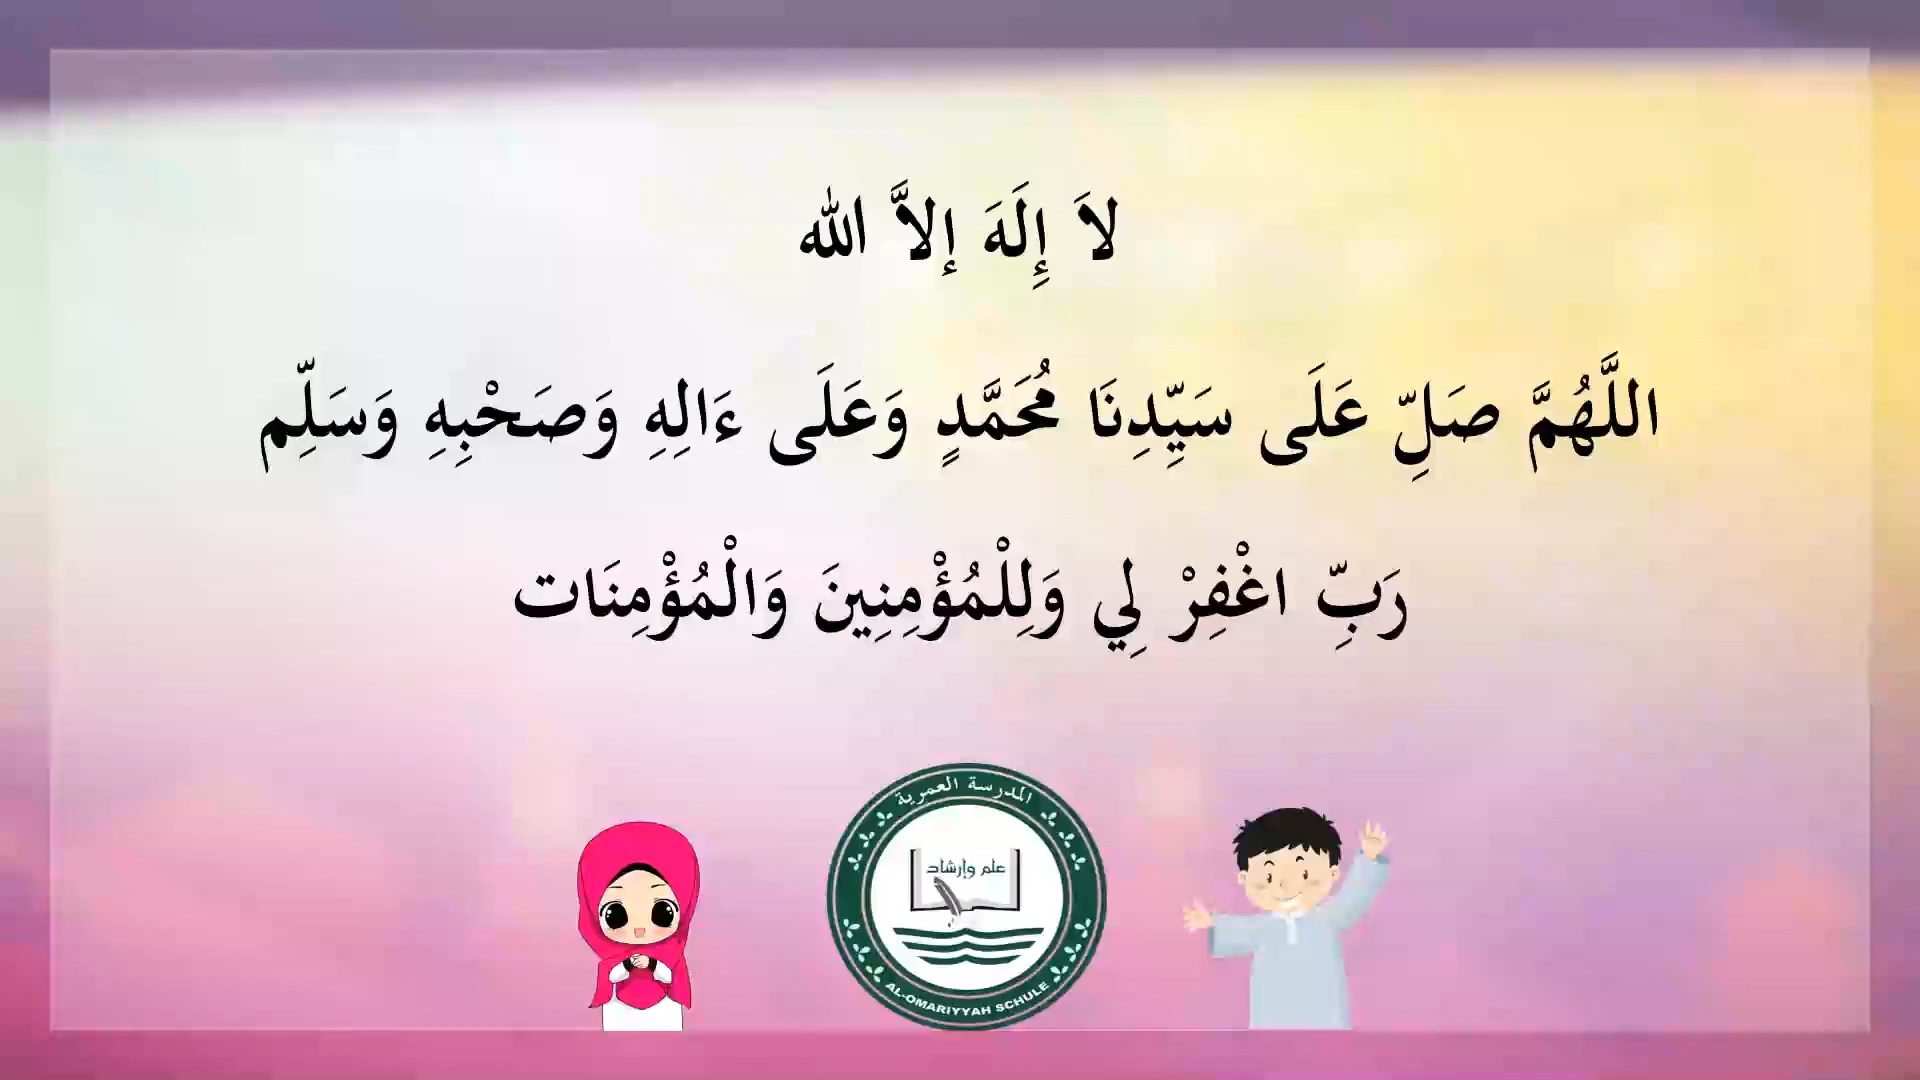 لاَ إِلَهَ إلاَّ الله
اللَّهُمَّ صَلِّ عَلَى سَيِّدِنَا مُحَمَّدٍ وَعَلَى ءَالِهِ وَصَحْبِهِ وَسَلِّم
رَبِّ اغْفِرْ لِي وَلِلْمُؤْمِنِينَ وَالْمُؤْمِنَات
المدرسة العمرية
علم وإرشاد
AL-OMARIYYAH SCHULE